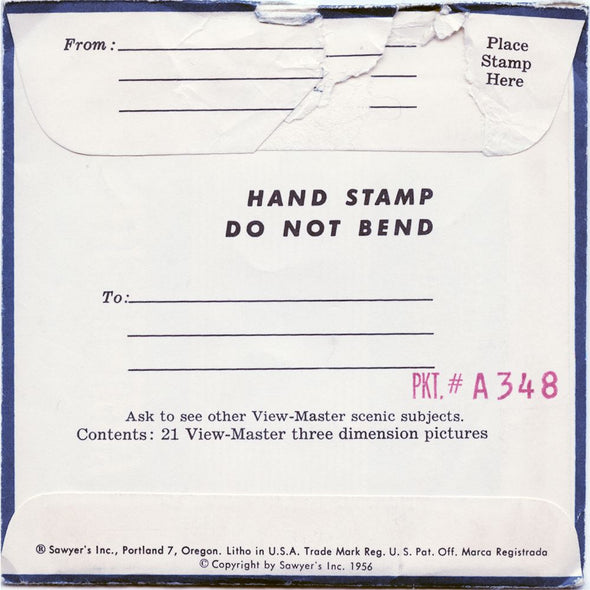 From:
Place
Stamp
Here
HAND STAMP
DO NOT BEND
To:
PKT. # A348
Ask to see other View-Master scenic subjects.
Contents: 21 View-Master three dimension pictures
® Sawyer's Inc., Portland 7, Oregon. Litho in U.S.A. Trade Mark Reg. U. S. Pat. Off. Marca Registrada
© Copyright by Sawyer's Inc. 1956